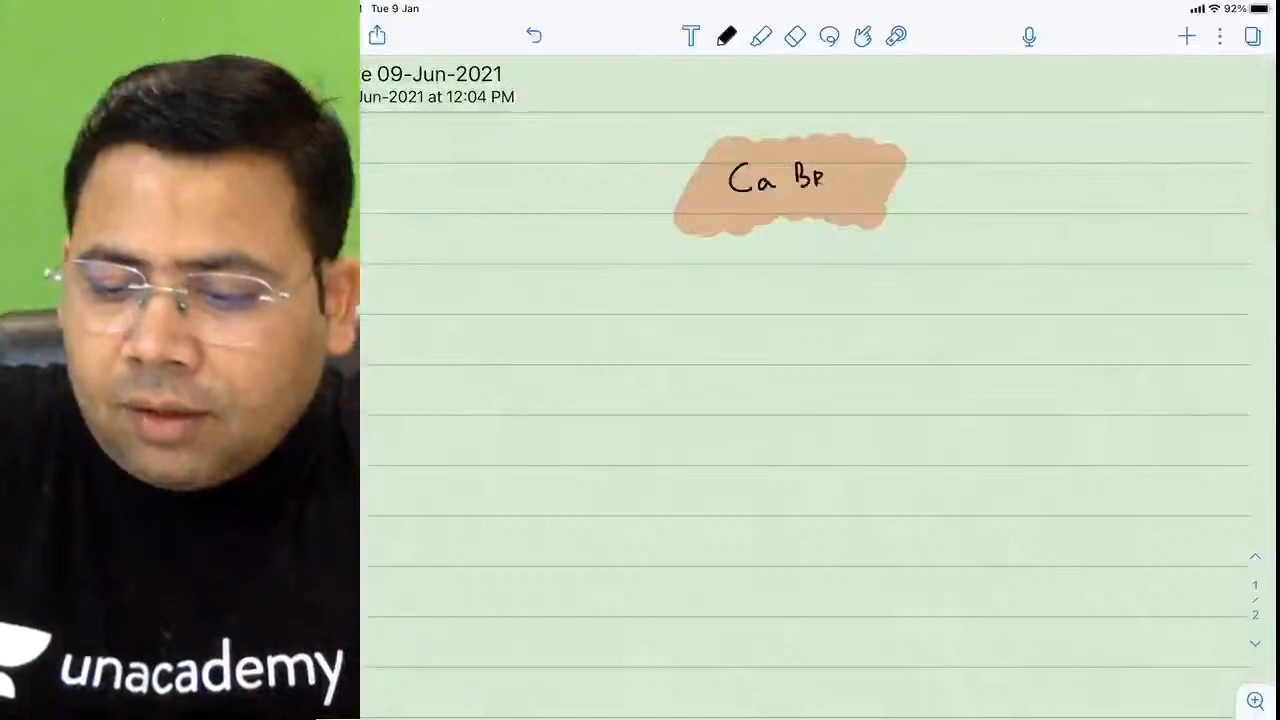 Tue 9 Jan
92%
T
e 09-Jun-2021
Jun-2021 at 12:04 PM
Ca BR
1
/
2
unacademy